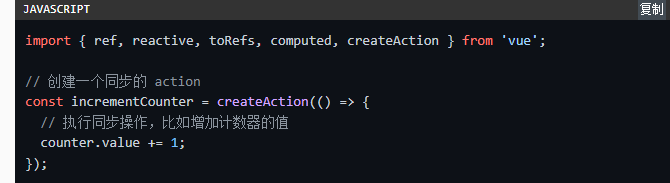 JAVASCRIPT 复制
import { ref, reactive, toRefs, computed, createAction } from 'vue';
// 创建一个同步的 action
const incrementCounter = createAction(() => {
// 执行同步操作，比如增加计数器的值
counter.value += 1;
});